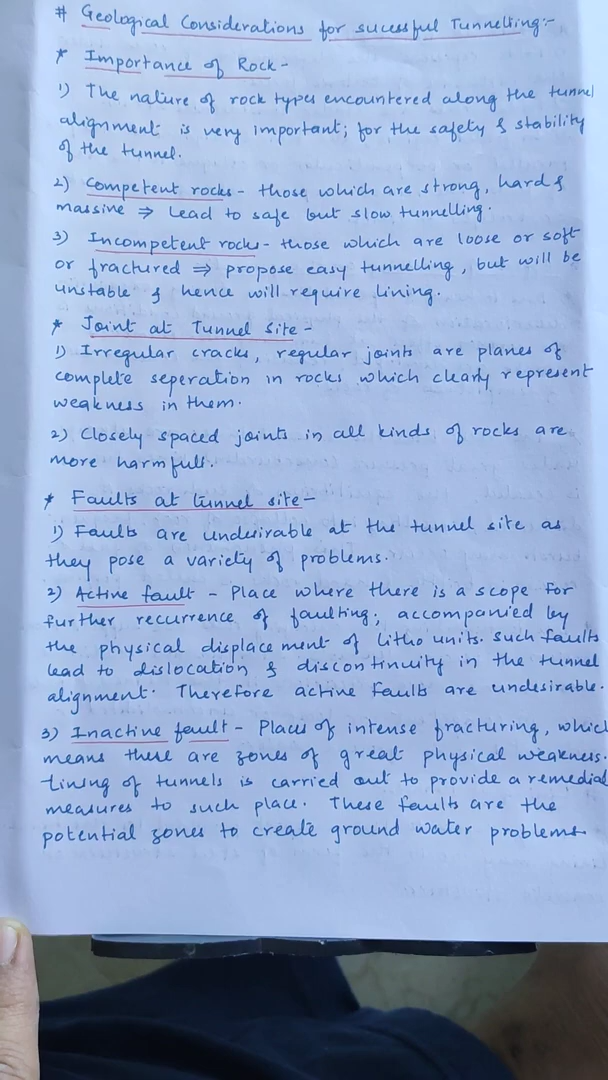 # Geological Considerations for sucessful Tunnelling:-
* Importance of Rock -
1) The nature of rock types encountered along the tunnel
alignment is very important; for the safety & stability
of the tunnel.
2) Competent rocks - those which are strong, hard &
massive ⇒ Lead to safe but slow tunnelling.
3) Incompetent rocks - those which are loose or soft
or fractured ⇒ propose easy tunnelling, but will be
unstable & hence will require lining.
* Joint at Tunnel Site -
1) Irregular cracks, regular joints are planes of
complete seperation in rocks which clearly represent
weakness in them.
2) Closely spaced joints in all kinds of rocks are
more harmfull.
* Faults at tunnel site -
1) Faults are undesirable at the tunnel site as
they pose a variety of problems.
2) Active fault - Place where there is a scope for
further recurrence of faulting; accompanied by
the physical displacement of litho units. Such faults
lead to dislocation & discontinuity in the tunnel
alignment. Therefore active faults are undesirable.
3) Inactive fault - Places of intense fracturing, which
means there are zones of great physical weakness.
Lining of tunnels is carried out to provide a remedial
measures to such place. These faults are the
potential zones to create ground water problems